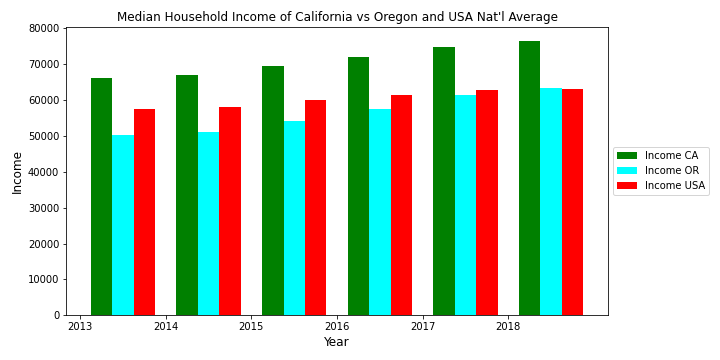 Median Household Income of California vs Oregon and USA Nat'l Average
80000
70000
60000
50000
40000
30000
20000
10000
0
Income
2013 2014 2015 2016 2017 2018
Year
Income CA
Income OR
Income USA